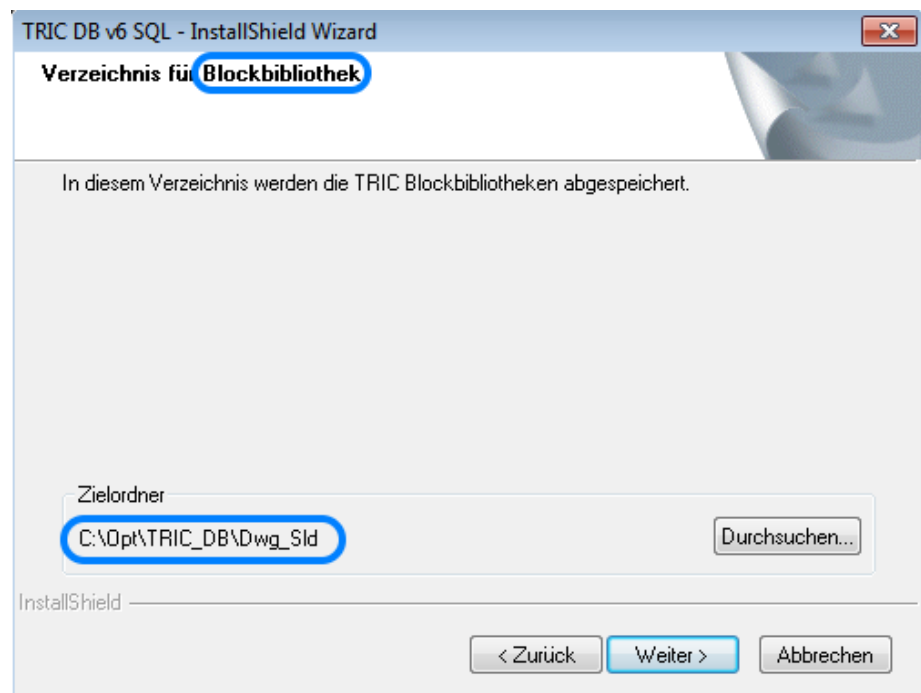 TRIC DB v6 SQL - InstallShield Wizard
Verzeichnis für Blockbibliothek
In diesem Verzeichnis werden die TRIC Blockbibliotheken abgespeichert.
Zielordner
C:\Opt\TRIC_DB\Dwg_Sld
Durchsuchen...
InstallShield
< Zurück Weiter > Abbrechen